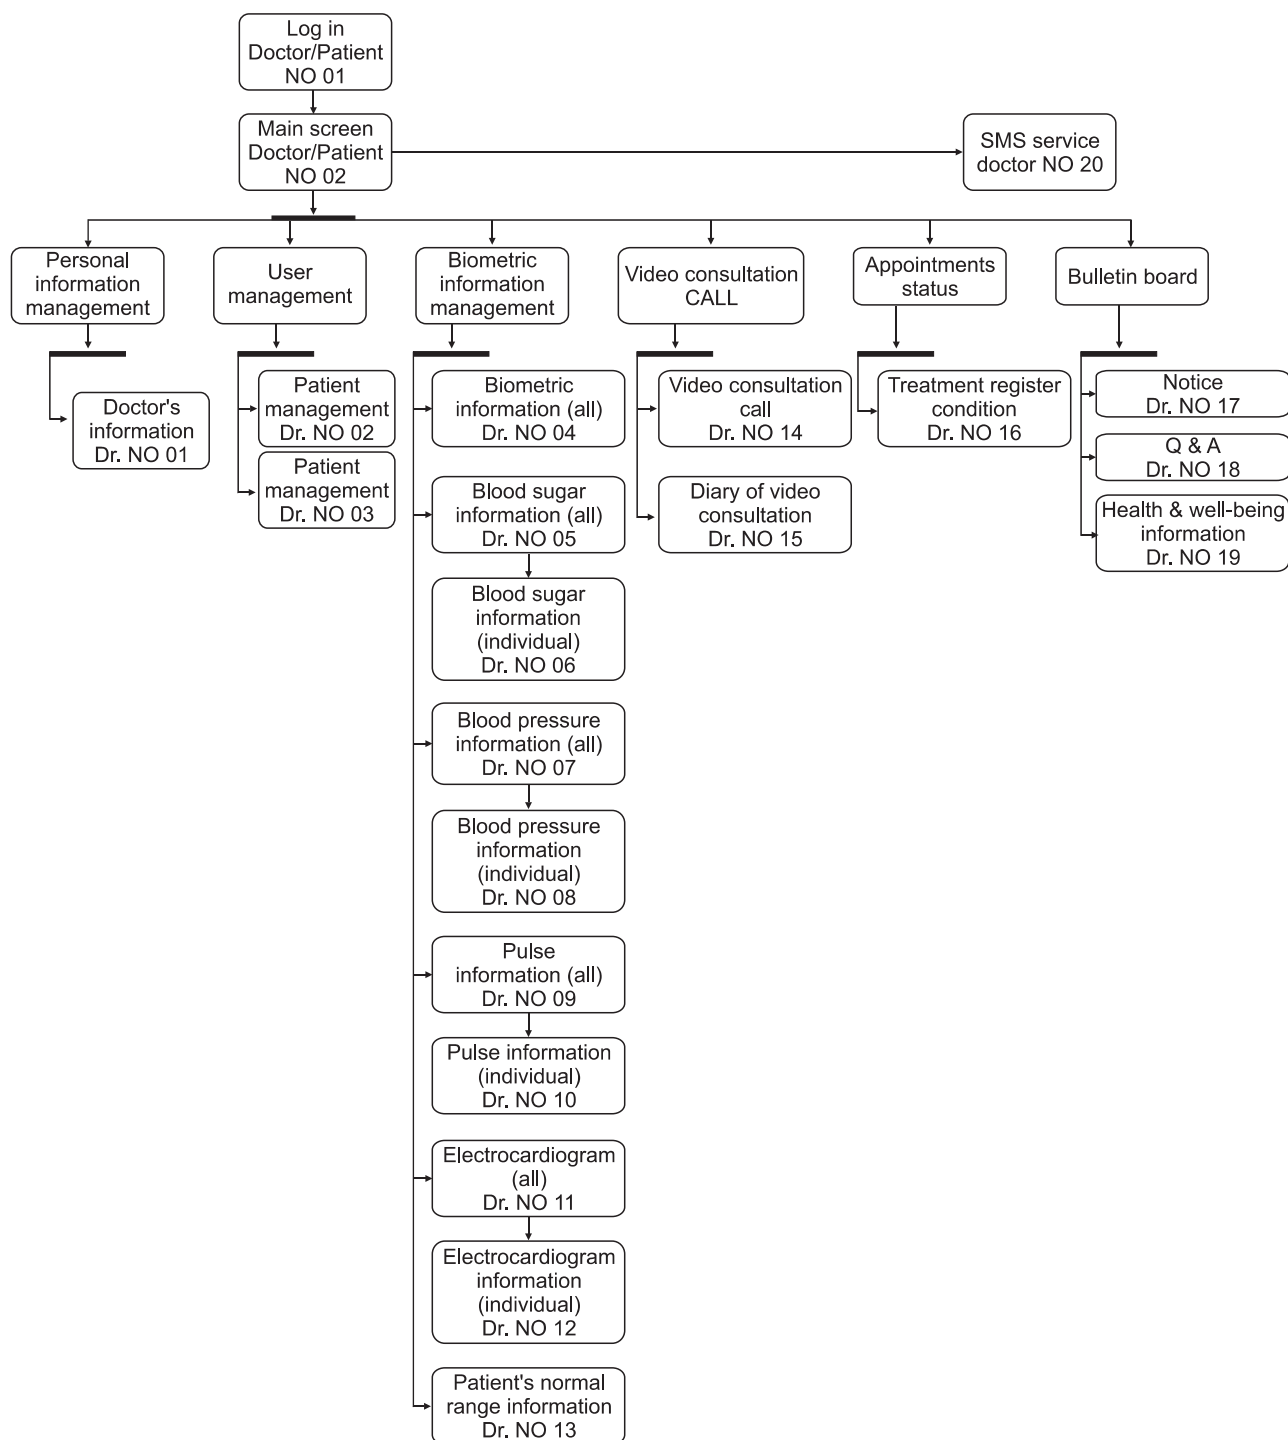 Log in
Doctor/Patient
NO 01
Main screen
Doctor/Patient
NO 02
SMS service
doctor NO 20
Personal
information
management
User
management
Biometric
information
management
Video consultation
CALL
Appointments
status
Bulletin board
Doctor's
information
Dr. NO 01
Patient
management
Dr. NO 02
Patient
management
Dr. NO 03
Biometric
information (all)
Dr. NO 04
Blood sugar
information (all)
Dr. NO 05
Blood sugar
information
(individual)
Dr. NO 06
Blood pressure
information (all)
Dr. NO 07
Blood pressure
information
(individual)
Dr. NO 08
Pulse
information (all)
Dr. NO 09
Pulse information
(individual)
Dr. NO 10
Electrocardiogram
(all)
Dr. NO 11
Electrocardiogram
information
(individual)
Dr. NO 12
Patient's normal
range information
Dr. NO 13
Video consultation
call
Dr. NO 14
Diary of video
consultation
Dr. NO 15
Treatment register
condition
Dr. NO 16
Notice
Dr. NO 17
Q & A
Dr. NO 18
Health & well-being
information
Dr. NO 19